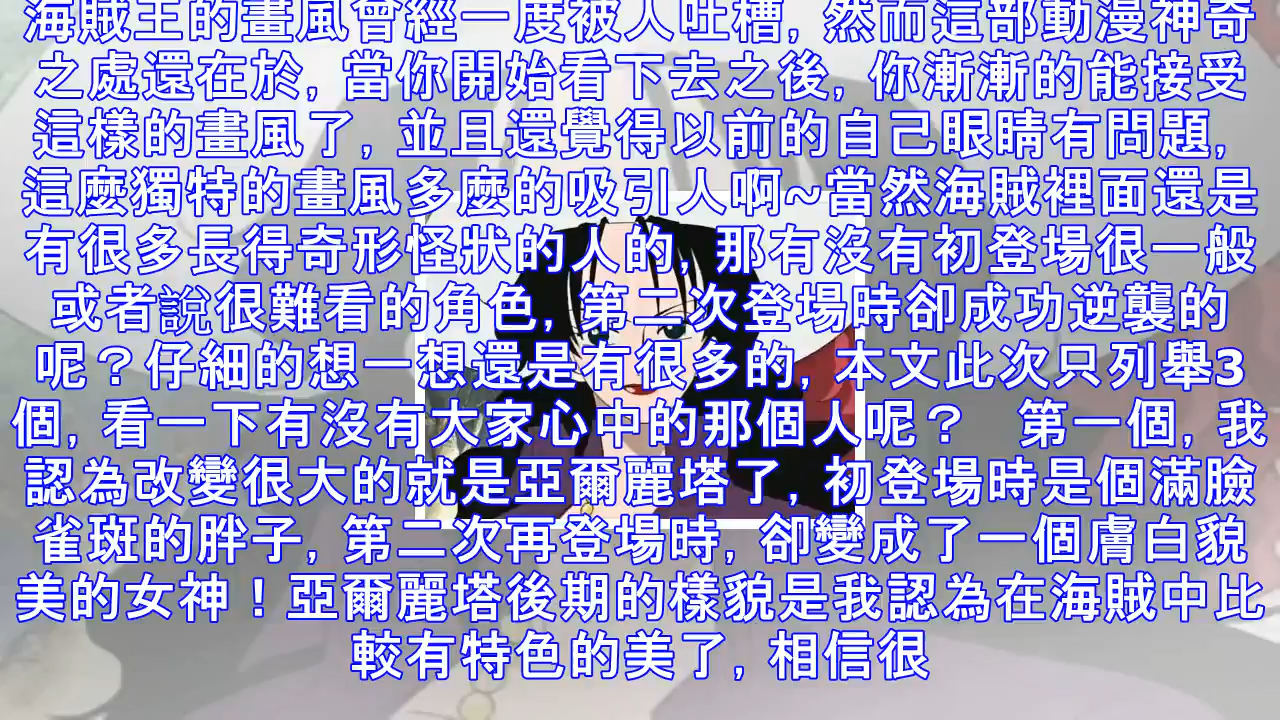 海賊王的畫風曾經一度被人吐槽, 然而這部動漫神奇
之處還在於, 當你開始看下去之後, 你漸漸的能接受
這樣的畫風了, 並且還覺得以前的自己眼睛有問題,
這麼獨特的畫風多麼的吸引人啊~當然海賊裡面還是
有很多長得奇形怪狀的人的, 那有沒有初登場很一般
或者説很難看的角色, 第二次登場時卻成功逆襲的
呢？仔細的想一想還是有很多的, 本文此次只列舉3
個, 看一下有沒有大家心中的那個人呢？　第一個, 我
認為改變很大的就是亞爾麗塔了, 初登場時是個滿臉
雀斑的胖子, 第二次再登場時, 卻變成了一個膚白貌
美的女神！亞爾麗塔後期的樣貌是我認為在海賊中比
較有特色的美了, 相信很